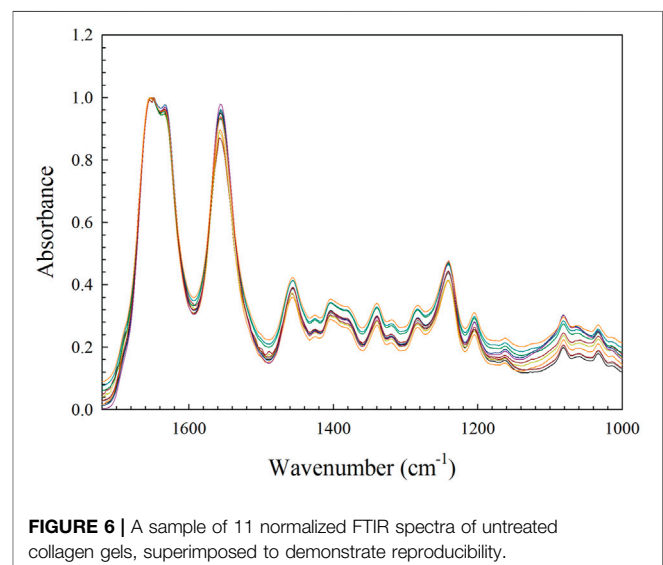 1.2
1.0
0.8
0.6
0.4
0.2
0.0
Absorbance
1600 1400 1200 1000
Wavenumber (cm⁻¹)
FIGURE 6 | A sample of 11 normalized FTIR spectra of untreated
collagen gels, superimposed to demonstrate reproducibility.